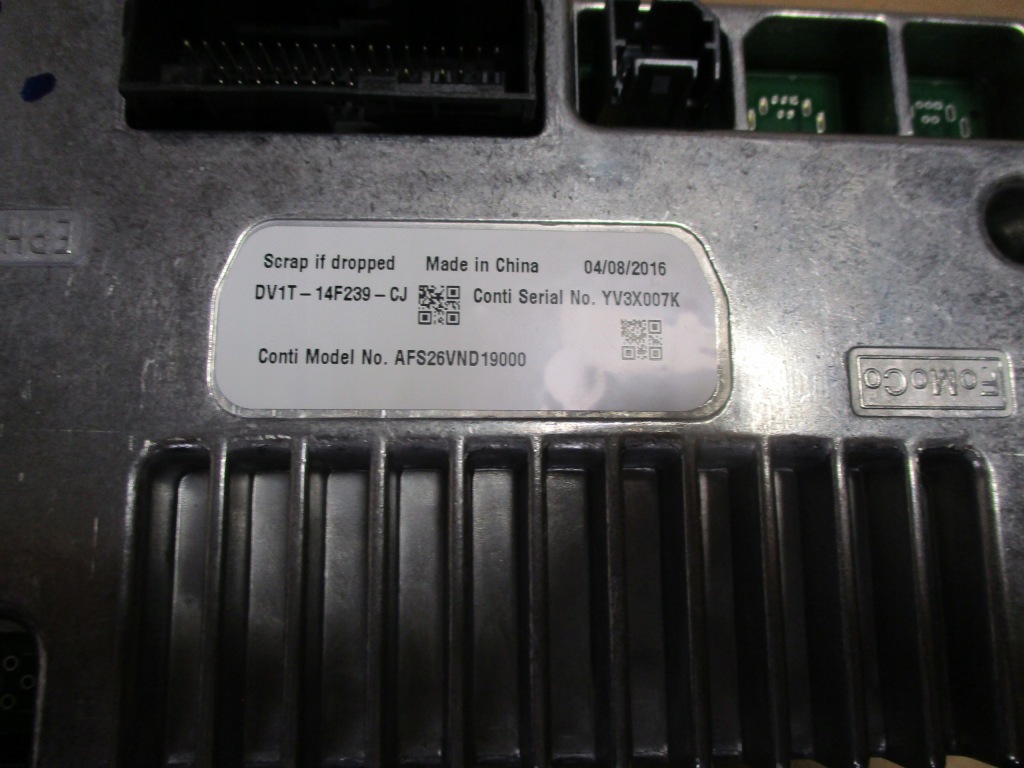 Scrap if dropped Made in China 04/08/2016
DV1T-14F239-CJ Conti Serial No. YV3X007K
Conti Model No. AFS26VND19000
FoMoCo